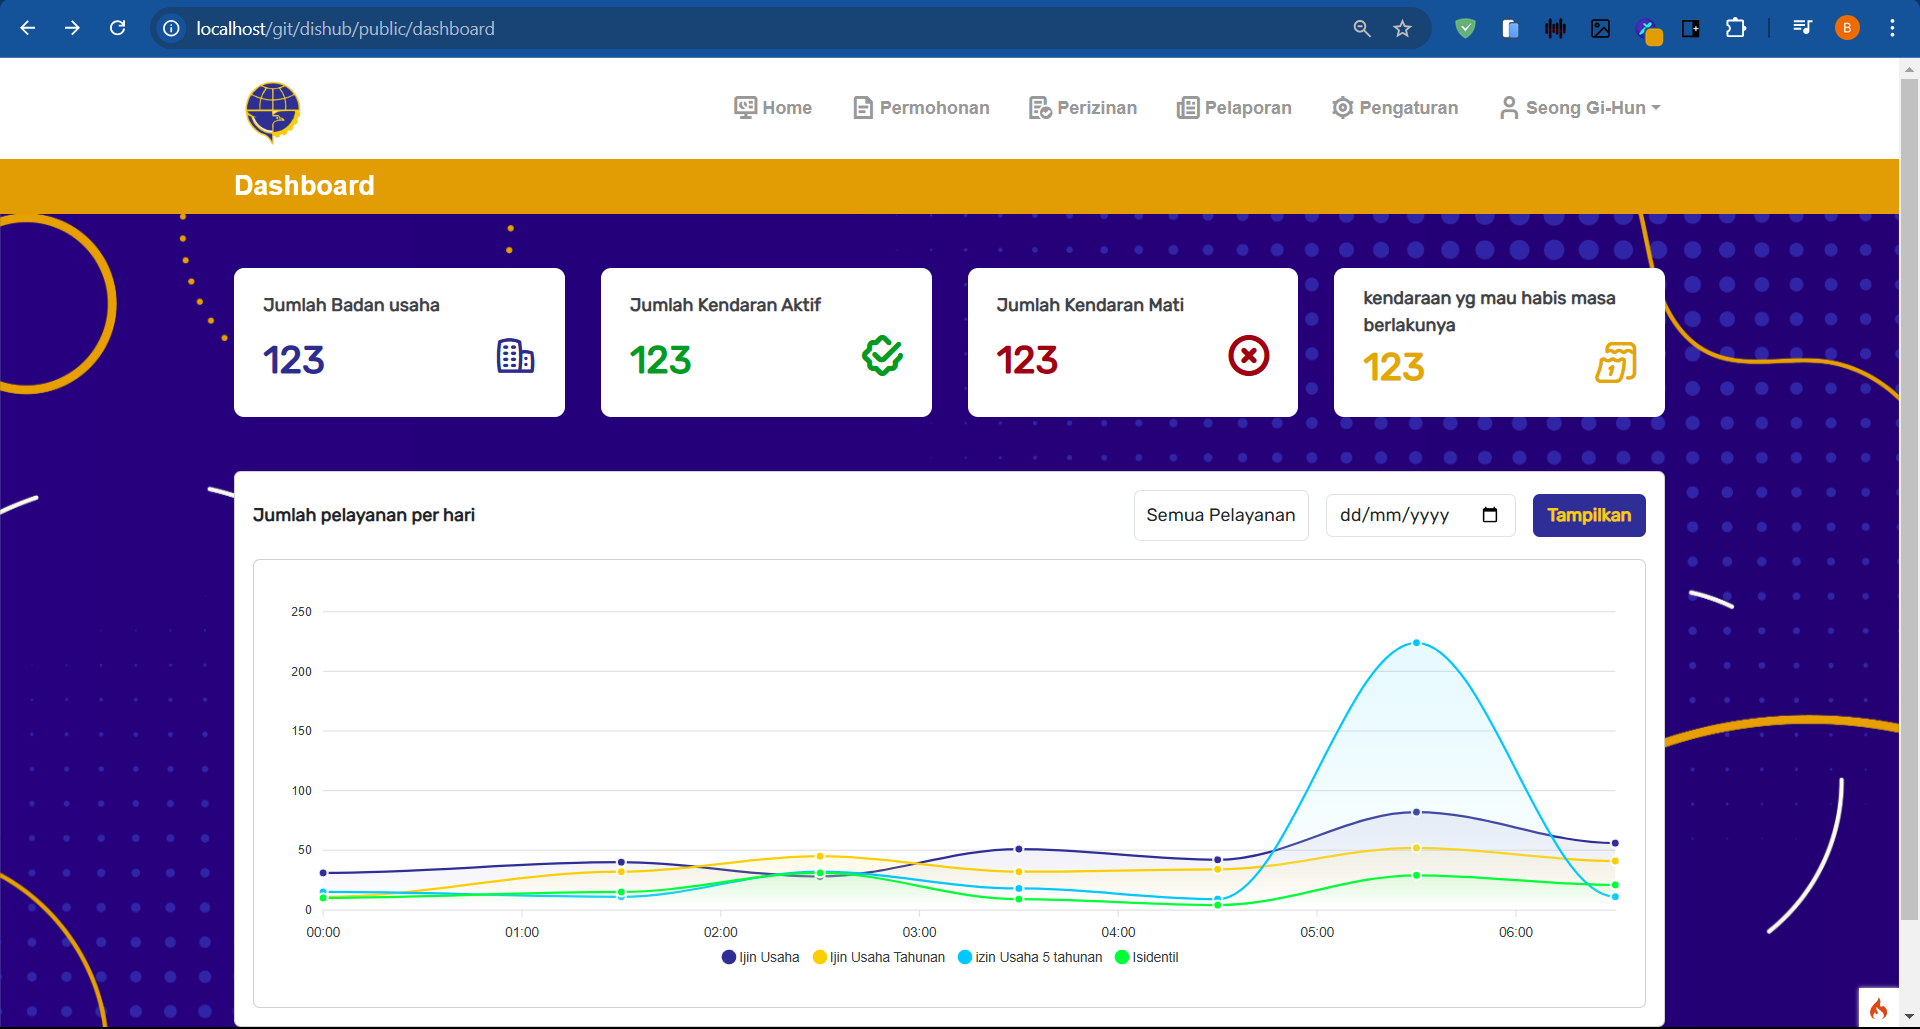 localhost/git/dishub/public/dashboard
B
Home Permohonan Perizinan Pelaporan Pengaturan Seong Gi-Hun
Dashboard
Jumlah Badan usaha
123
Jumlah Kendaran Aktif
123
Jumlah Kendaran Mati
123
kendaraan yg mau habis masa
berlakunya
123
Jumlah pelayanan per hari
Semua Pelayanan dd/mm/yyyy Tampilkan
250
200
150
100
50
0
00:00 01:00 02:00 03:00 04:00 05:00 06:00
Ijin Usaha Ijin Usaha Tahunan izin Usaha 5 tahunan Isidentil